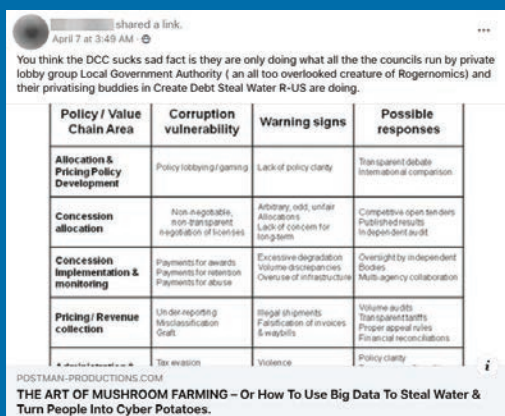 shared a link.
April 7 at 3:49 AM ·
You think the DCC sucks sad fact is they are only doing what all the the councils run by private
lobby group Local Government Authority ( an all too overlooked creature of Rogernomics) and
their privatising buddies in Create Debt Steal Water R-US are doing.
Policy / Value Chain Area
Corruption vulnerability
Warning signs
Possible responses
Allocation & Pricing Policy Development
Policy lobbying / gaming
Lack of policy clarity
Transparent debate
International comparison
Concession allocation
Non-negotiable, non-transparent negotiation of licenses
Arbitrary, odd, unfair Allocations
Lack of concern for long-term
Competitive open tenders
Published results
Independent audit
Concession Implementation & monitoring
Payments for awards
Payments for retention
Payments for abuse
Excessive degradation
Volume discrepancies
Overuse of infrastructure
Oversight by independent Bodies
Multi-agency collaboration
Pricing / Revenue collection
Under-reporting
Misclassification
Graft
Illegal shipments
Falsification of invoices & waybills
Volume audits
Transparent tariffs
Proper appeal rules
Financial reconciliations
Tax evasion
Violence
Policy clarity
POSTMAN-PRODUCTIONS.COM
THE ART OF MUSHROOM FARMING – Or How To Use Big Data To Steal Water &
Turn People Into Cyber Potatoes.